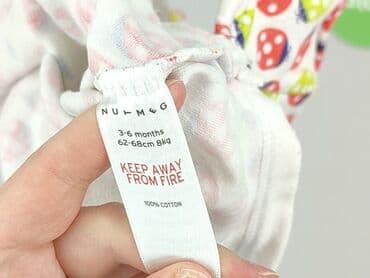 NUTMEG
3-6 months
62-68cm 8kg
KEEP AWAY
FROM FIRE
100% COTTON